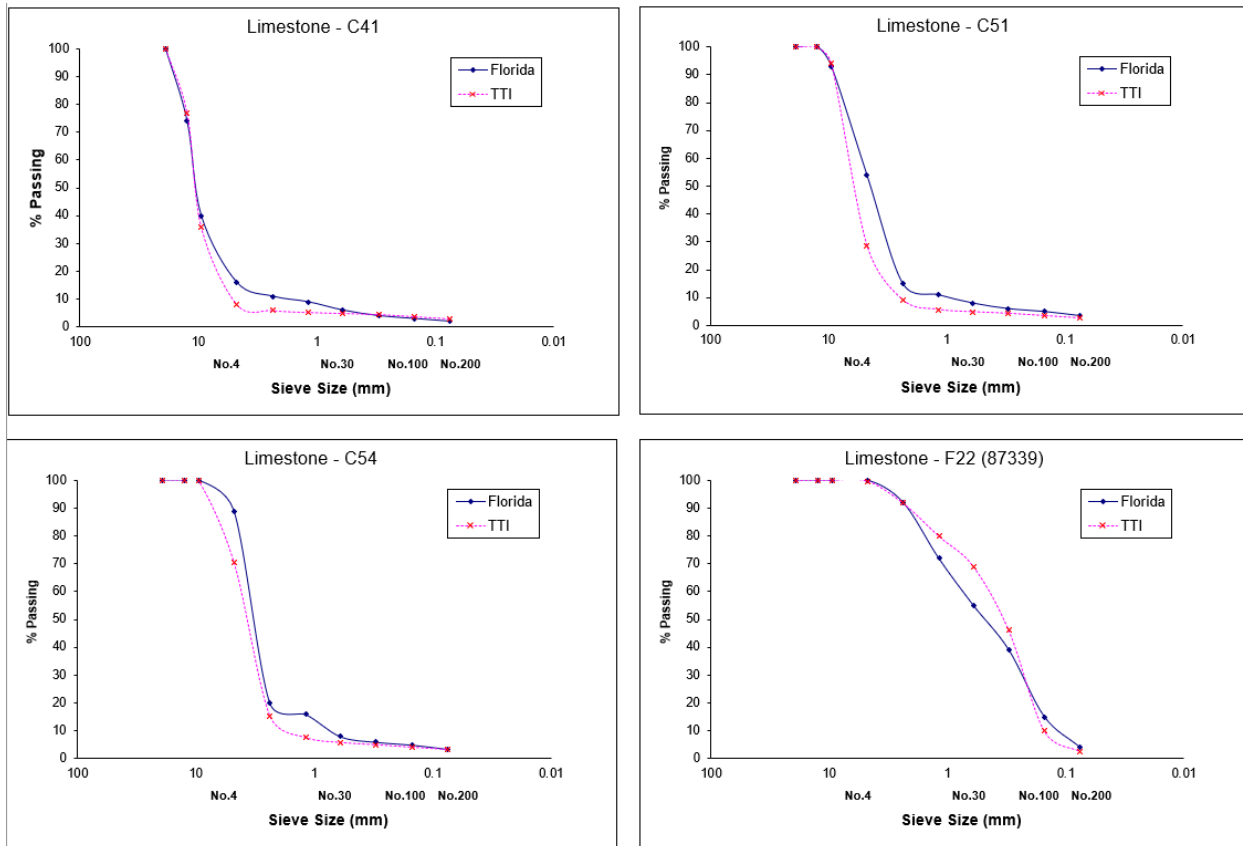 Limestone - C41
Florida
TTI
% Passing
100
90
80
70
60
50
40
30
20
10
0
100 10 1 0.1 0.01
No.4 No.30 No.100 No.200
Sieve Size (mm)
Limestone - C51
Florida
TTI
% Passing
100
90
80
70
60
50
40
30
20
10
0
100 10 1 0.1 0.01
No.4 No.30 No.100 No.200
Sieve Size (mm)
Limestone - C54
Florida
TTI
% Passing
100
90
80
70
60
50
40
30
20
10
0
100 10 1 0.1 0.01
No.4 No.30 No.100 No.200
Sieve Size (mm)
Limestone - F22 (87339)
Florida
TTI
% Passing
100
90
80
70
60
50
40
30
20
10
0
100 10 1 0.1 0.01
No.4 No.30 No.100 No.200
Sieve Size (mm)